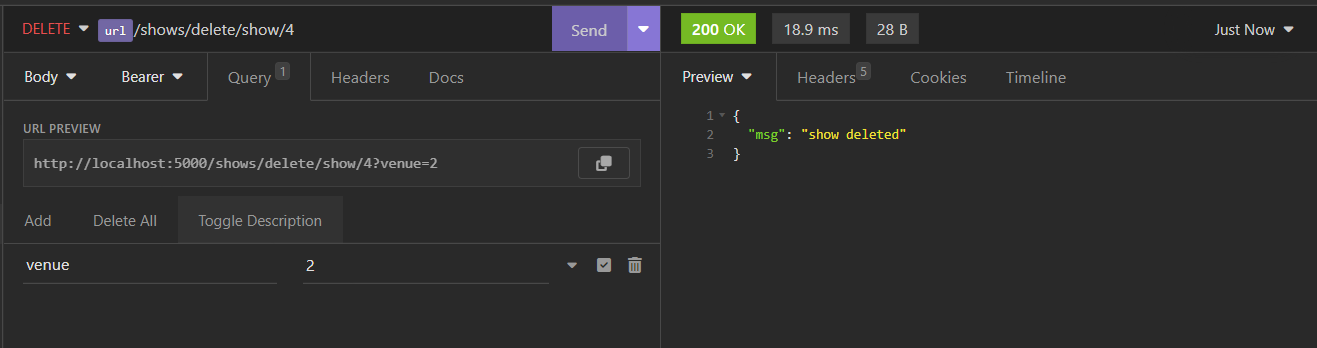 DELETE url/shows/delete/show/4 Send
Body Bearer Query 1 Headers Docs
URL PREVIEW
http://localhost:5000/shows/delete/show/4?venue=2
Add Delete All Toggle Description
venue 2
200 OK 18.9 ms 28 B Just Now
Preview Headers 5 Cookies Timeline
1 {
2 "msg": "show deleted"
3 }